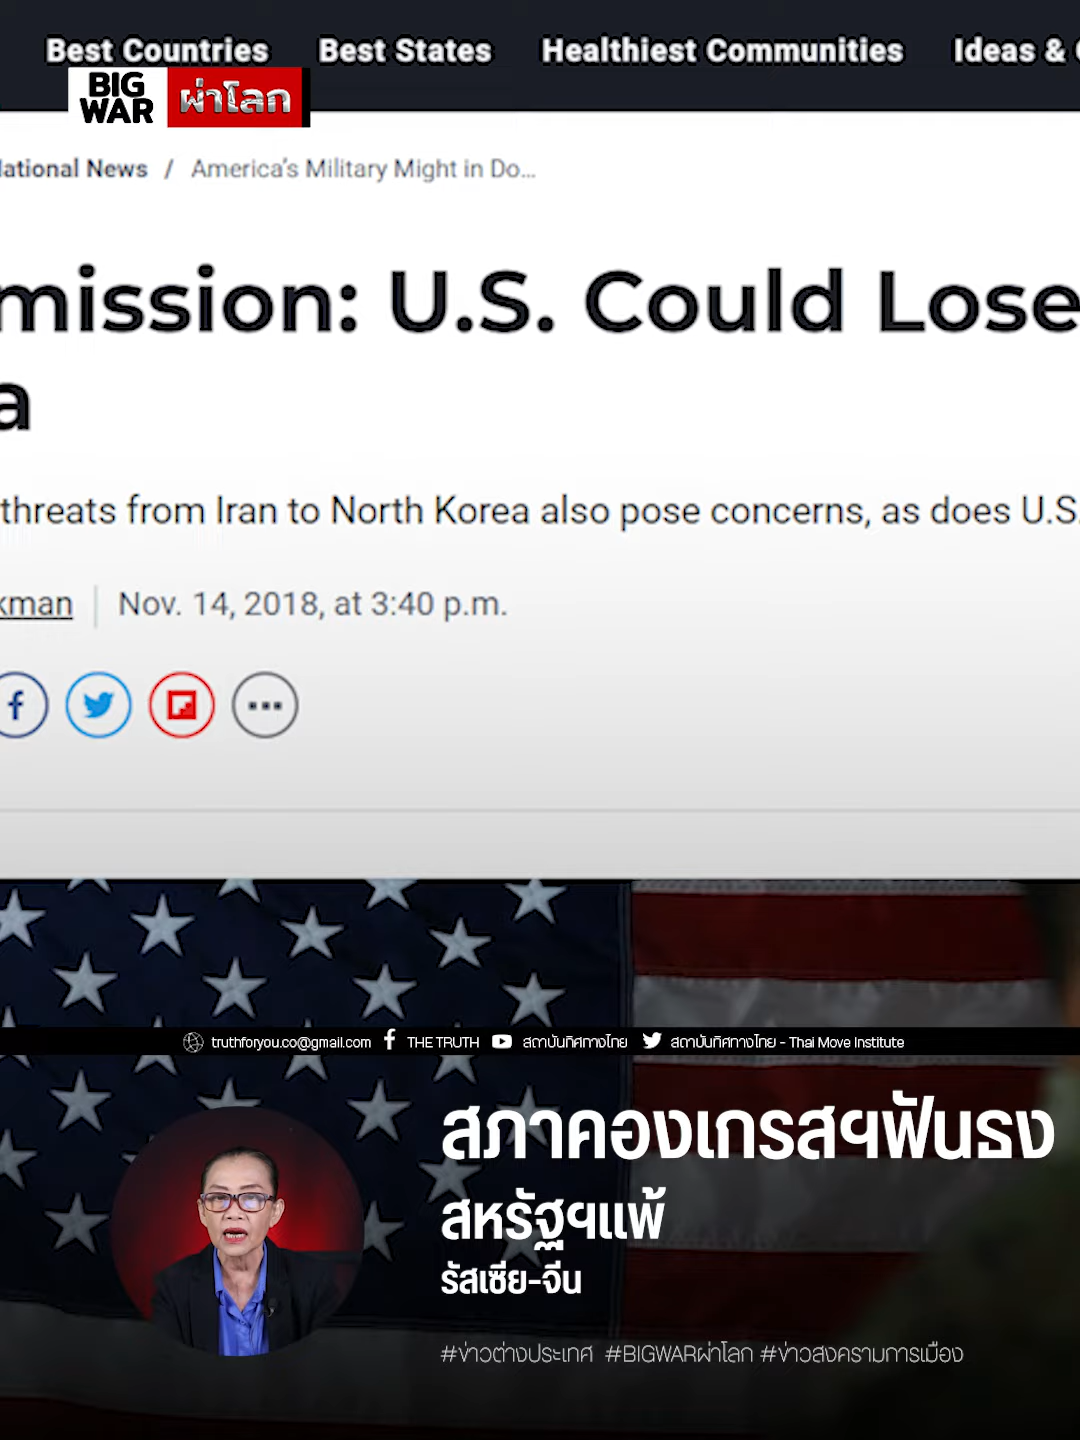 Best Countries Best States Healthiest Communities Ideas &
BIG WAR ผ่าโลก
National News / America's Military Might in Do...
mission: U.S. Could Lose
a
threats from Iran to North Korea also pose concerns, as does U.S.
kman Nov. 14, 2018, at 3:40 p.m.
truthforyou.co@gmail.com THE TRUTH สถาบันทิศทางไทย สถาบันทิศทางไทย - Thai Move Institute
สภาคองเกรสฯฟันธง
สหรัฐฯแพ้
รัสเซีย-จีน
#ข่าวต่างประเทศ #BIGWARผ่าโลก #ข่าวสงครามการเมือง